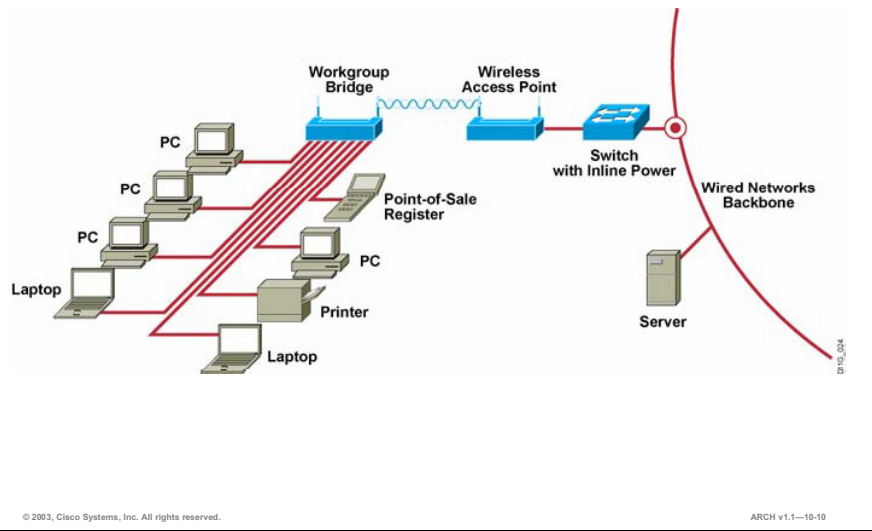 Workgroup
Bridge
Wireless
Access Point
PC
Switch
with Inline Power
PC
Point-of-Sale
Register
Wired Networks
Backbone
PC
PC
Laptop
Printer
Server
Laptop
DI1G_024
© 2003, Cisco Systems, Inc. All rights reserved.
ARCH v1.1—10-10